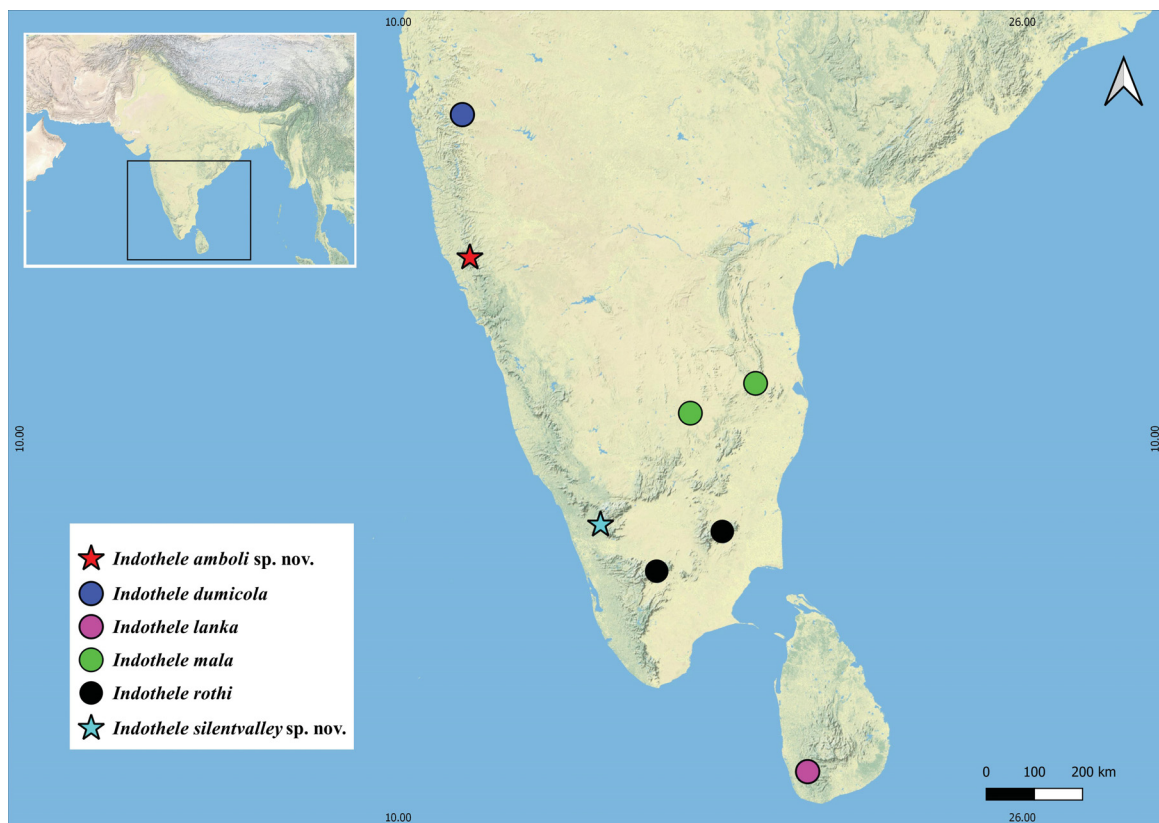 10.00
26.00
10.00
10.00
Indothele amboli sp. nov.
Indothele dumicola
Indothele lanka
Indothele mala
Indothele rothi
Indothele silentvalley sp. nov.
0 100 200 km
10.00
26.00